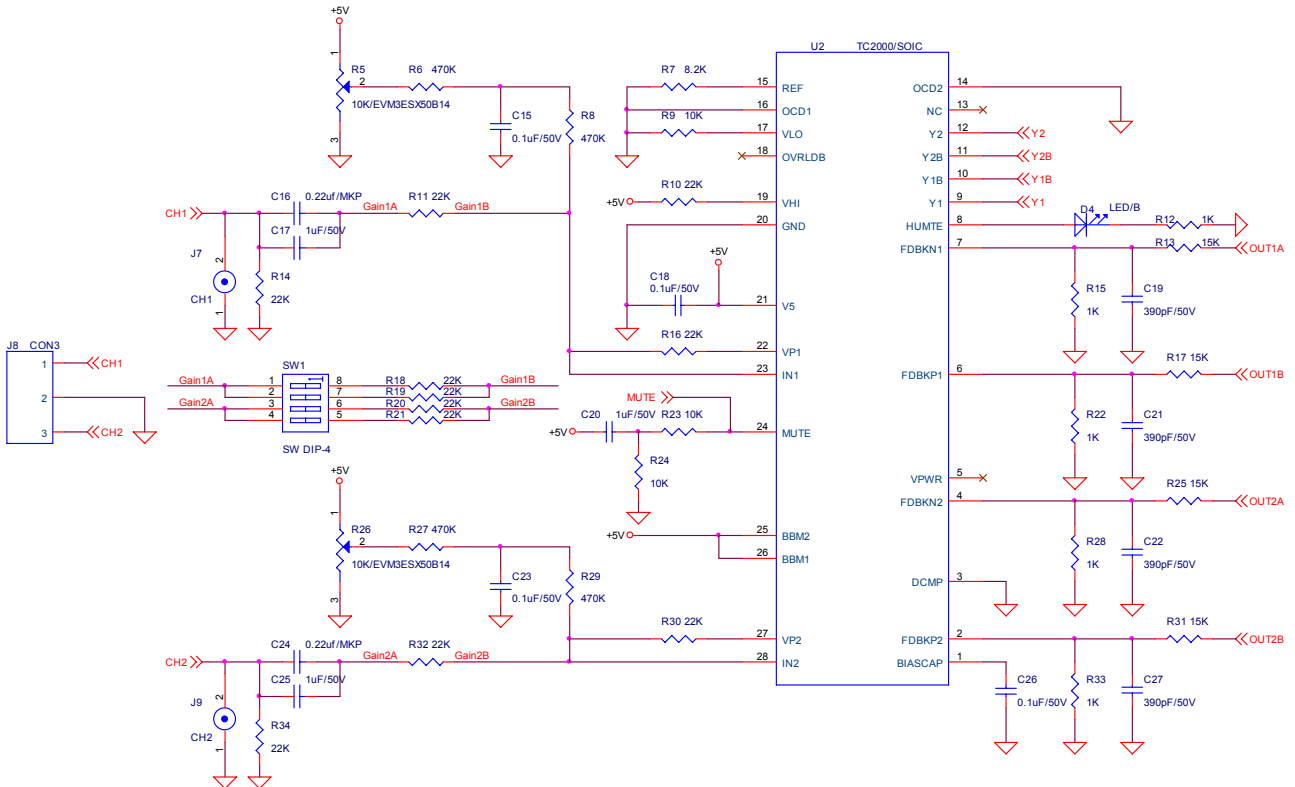 +5V
1
R5
2
10K/EVM3ESX50B14
3
R6 470K
C15
0.1uF/50V
R8
470K
CH1
C16 0.22uf/MKP
C17 1uF/50V
Gain1A
R11 22K
Gain1B
J7
2
CH1
1
R14
22K
J8 CON3
1
CH1
2
3
CH2
SW1
Gain1A
1
8
R18 22K
Gain1B
2
7
R19 22K
Gain2A
3
6
R20 22K
Gain2B
4
5
R21 22K
1
SW DIP-4
+5V
1
R26
2
10K/EVM3ESX50B14
3
R27 470K
C23
0.1uF/50V
R29
470K
CH2
C24 0.22uf/MKP
C25 1uF/50V
Gain2A
R32 22K
Gain2B
J9
2
CH2
1
R34
22K
R7 8.2K
R9 10K
+5V
R10 22K
+5V
C18
0.1uF/50V
R16 22K
MUTE
C20
1uF/50V
R23 10K
+5V
R24
10K
+5V
R30 22K
U2 TC2000/SOIC
15 REF
16 OCD1
17 VLO
18 OVRLDB
19 VHI
20 GND
21 V5
22 VP1
23 IN1
24 MUTE
25 BBM2
26 BBM1
27 VP2
28 IN2
OCD2 14
NC 13
Y2 12 Y2
Y2B 11 Y2B
Y1B 10 Y1B
Y1 9 Y1
HUMTE 8
FDBKN1 7
FDBKP1 6
VPWR 5
FDBKN2 4
DCMP 3
FDBKP2 2
BIASCAP 1
D4 LED/B
R12 1K
R13 15K
OUT1A
R15
1K
C19
390pF/50V
R17 15K
OUT1B
R22
1K
C21
390pF/50V
R25 15K
OUT2A
R28
1K
C22
390pF/50V
R31 15K
OUT2B
C26
0.1uF/50V
R33
1K
C27
390pF/50V